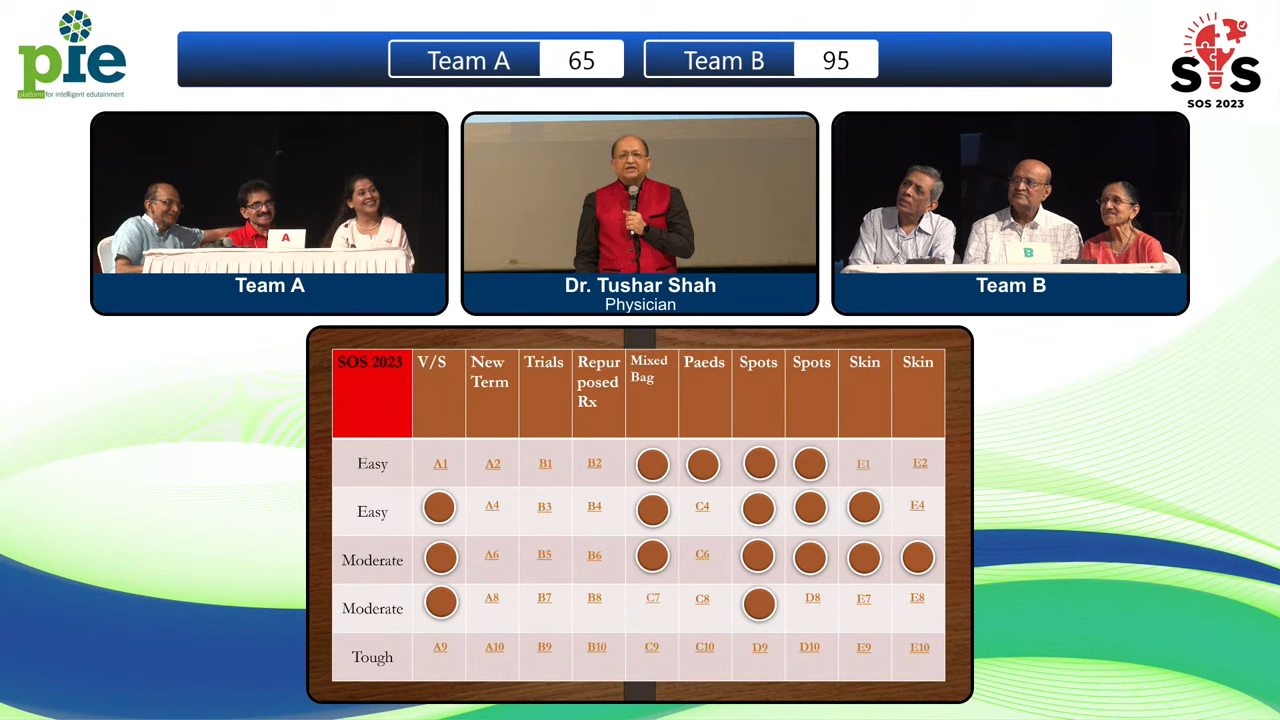 pie
platform for intelligent edutainment
Team A 65 Team B 95
SOS
SOS 2023
A
B
Team A
Dr. Tushar Shah
Physician
Team B
SOS 2023 V/S New Term Trials Repur posed Rx Mixed Bag Paeds Spots Spots Skin Skin
Easy A1 A2 B1 B2 E1 E2
Easy A4 B3 B4 C4 E4
Moderate A6 B5 B6 C6
Moderate A8 B7 B8 C7 C8 D8 E7 E8
Tough A9 A10 B9 B10 C9 C10 D9 D10 E9 E10